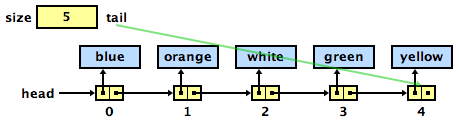 size 5 tail
blue orange white green yellow
head
0 1 2 3 4